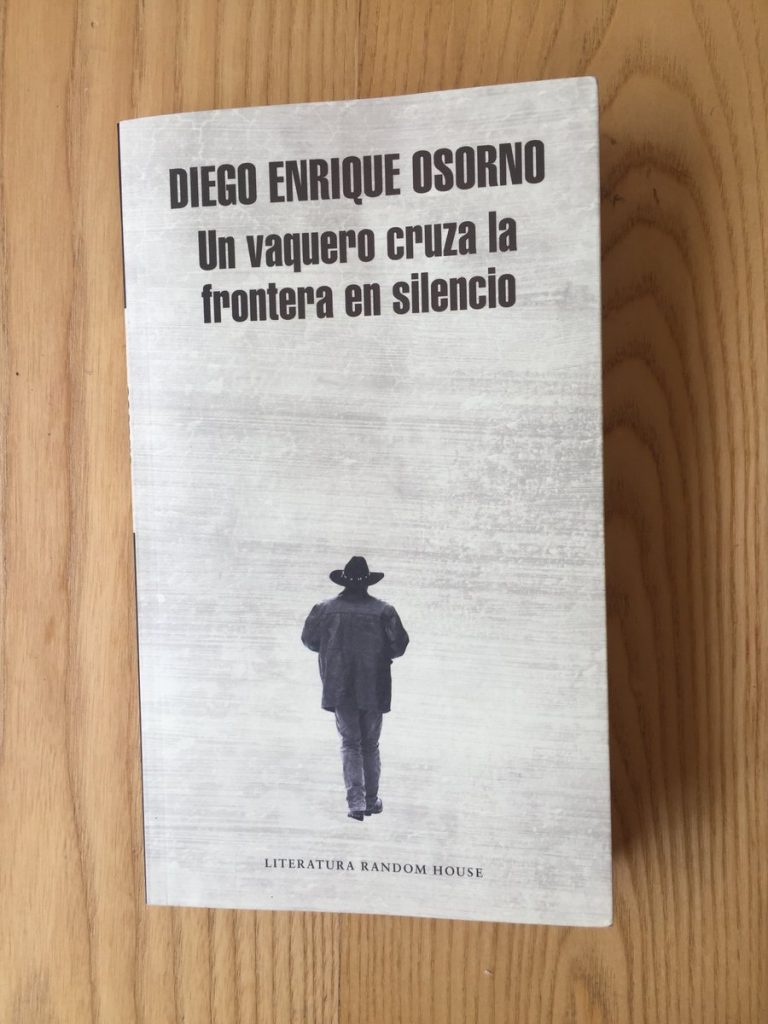 DIEGO ENRIQUE OSORNO
Un vaquero cruza la
frontera en silencio
LITERATURA RANDOM HOUSE